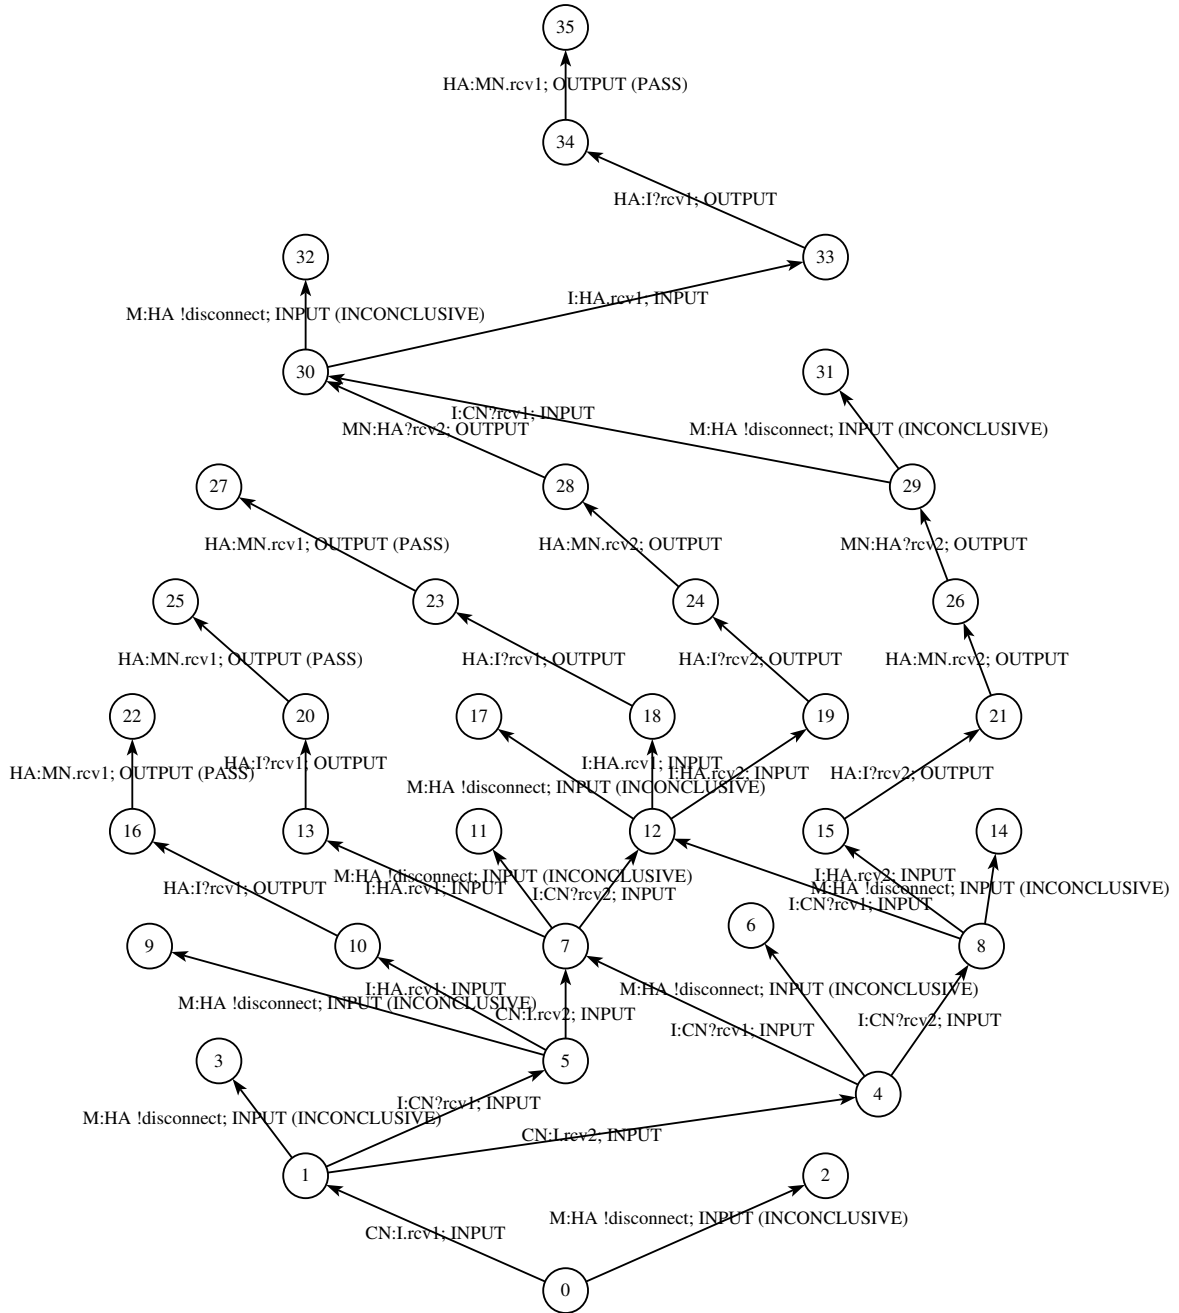 35
HA:MN.rcv1; OUTPUT (PASS)
34
HA:I?rcv1; OUTPUT
32
33
I:HA.rcv1; INPUT
M:HA !disconnect; INPUT (INCONCLUSIVE)
30
31
I:CN?rcv1; INPUT
MN:HA?rcv2; OUTPUT
M:HA !disconnect; INPUT (INCONCLUSIVE)
27
28
29
HA:MN.rcv1; OUTPUT (PASS)
HA:MN.rcv2; OUTPUT
MN:HA?rcv2; OUTPUT
25
23
24
26
HA:MN.rcv1; OUTPUT (PASS)
HA:I?rcv1; OUTPUT
HA:I?rcv2; OUTPUT
HA:MN.rcv2; OUTPUT
22
20
17
18
19
21
HA:MN.rcv1; OUTPUT (PASS)
HA:I?rcv1; OUTPUT
I:HA.rcv1; INPUT
I:HA.rcv2; INPUT
HA:I?rcv2; OUTPUT
M:HA !disconnect; INPUT (INCONCLUSIVE)
16
13
11
12
15
14
M:HA !disconnect; INPUT (INCONCLUSIVE)
I:HA.rcv2; INPUT
HA:I?rcv1; OUTPUT
I:HA.rcv1; INPUT
I:CN?rcv2; INPUT
M:HA !disconnect; INPUT (INCONCLUSIVE)
I:CN?rcv1; INPUT
6
9
10
7
8
I:HA.rcv1; INPUT
M:HA !disconnect; INPUT (INCONCLUSIVE)
M:HA !disconnect; INPUT (INCONCLUSIVE)
CN:I.rcv2; INPUT
I:CN?rcv2; INPUT
I:CN?rcv1; INPUT
3
5
4
I:CN?rcv1; INPUT
M:HA !disconnect; INPUT (INCONCLUSIVE)
CN:I.rcv2; INPUT
1
2
M:HA !disconnect; INPUT (INCONCLUSIVE)
CN:I.rcv1; INPUT
0